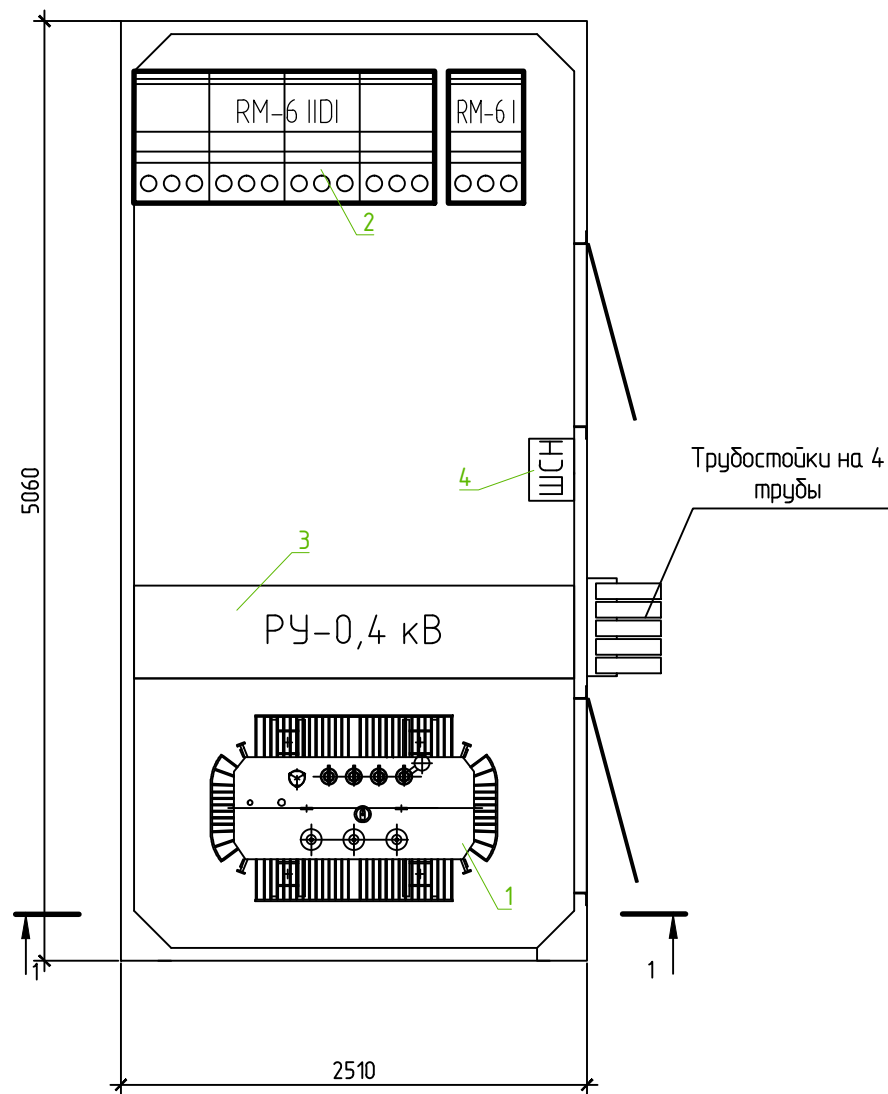 RM-6 IIDI
RM-6 I
2
5060
ШСН
4
Трубостойки на 4
трубы
3
РУ-0,4 кВ
1
1
1
2510